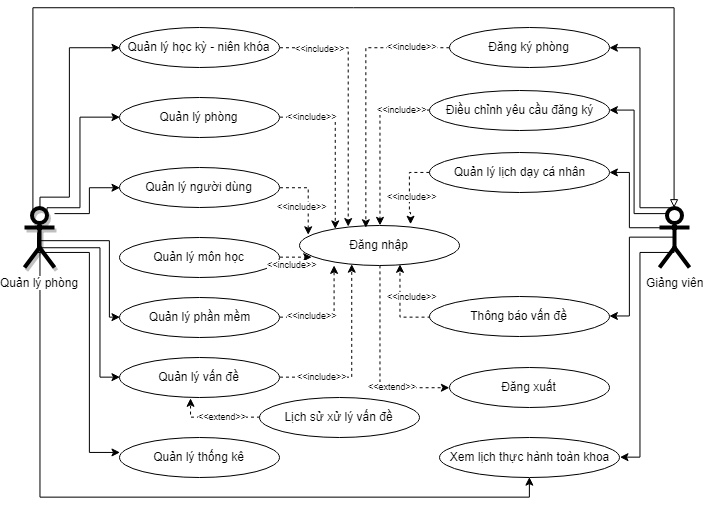 Quản lý học kỳ - niên khóa
<<include>>
<<include>>
Đăng ký phòng
Quản lý phòng
<<include>>
<<include>>
Điều chỉnh yêu cầu đăng ký
Quản lý người dùng
<<include>>
<<include>>
Quản lý lịch dạy cá nhân
Đăng nhập
Quản lý môn học
<<include>>
Quản lý phòng
Giảng viên
Quản lý phần mềm
<<include>>
<<include>>
Thông báo vấn đề
Quản lý vấn đề
<<include>>
<<extend>>
Đăng xuất
<<extend>>
Lịch sử xử lý vấn đề
Quản lý thống kê
Xem lịch thực hành toàn khoa